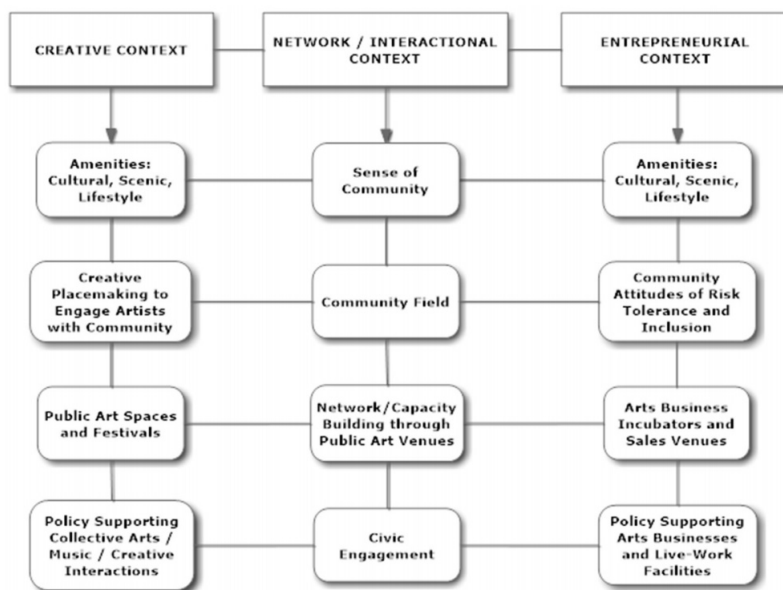 CREATIVE CONTEXT
NETWORK / INTERACTIONAL
CONTEXT
ENTREPRENEURIAL
CONTEXT
Amenities:
Cultural, Scenic,
Lifestyle
Sense of
Community
Amenities:
Cultural, Scenic,
Lifestyle
Creative
Placemaking to
Engage Artists
with Community
Community Field
Community
Attitudes of Risk
Tolerance and
Inclusion
Public Art Spaces
and Festivals
Network/Capacity
Building through
Public Art Venues
Arts Business
Incubators and
Sales Venues
Policy Supporting
Collective Arts /
Music / Creative
Interactions
Civic
Engagement
Policy Supporting
Arts Businesses
and Live-Work
Facilities